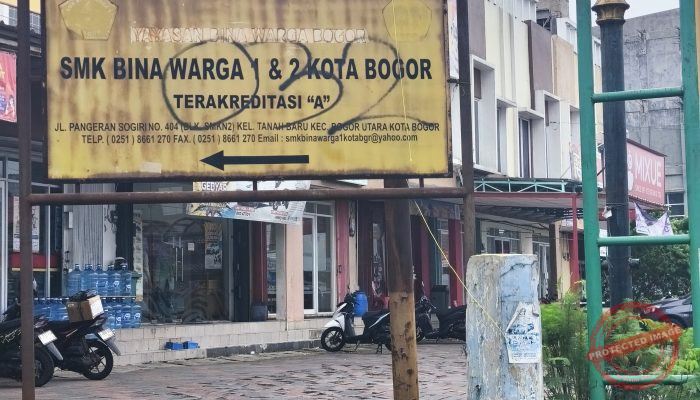 YAYASAN BINA WARGA BOGOR
SMK BINA WARGA 1 & 2 KOTA BOGOR
TERAKREDITASI “A”
JL. PANGERAN SOGIRI NO. 404 (BLK. SMKN2) KEL. TANAH BARU KEC. BOGOR UTARA KOTA BOGOR
TELP. ( 0251 ) 8661 270 FAX. ( 0251 ) 8661 270 Email : smkbinawarga1kotabgr@yahoo.com
MIXUE
PROTECTED IMAGE